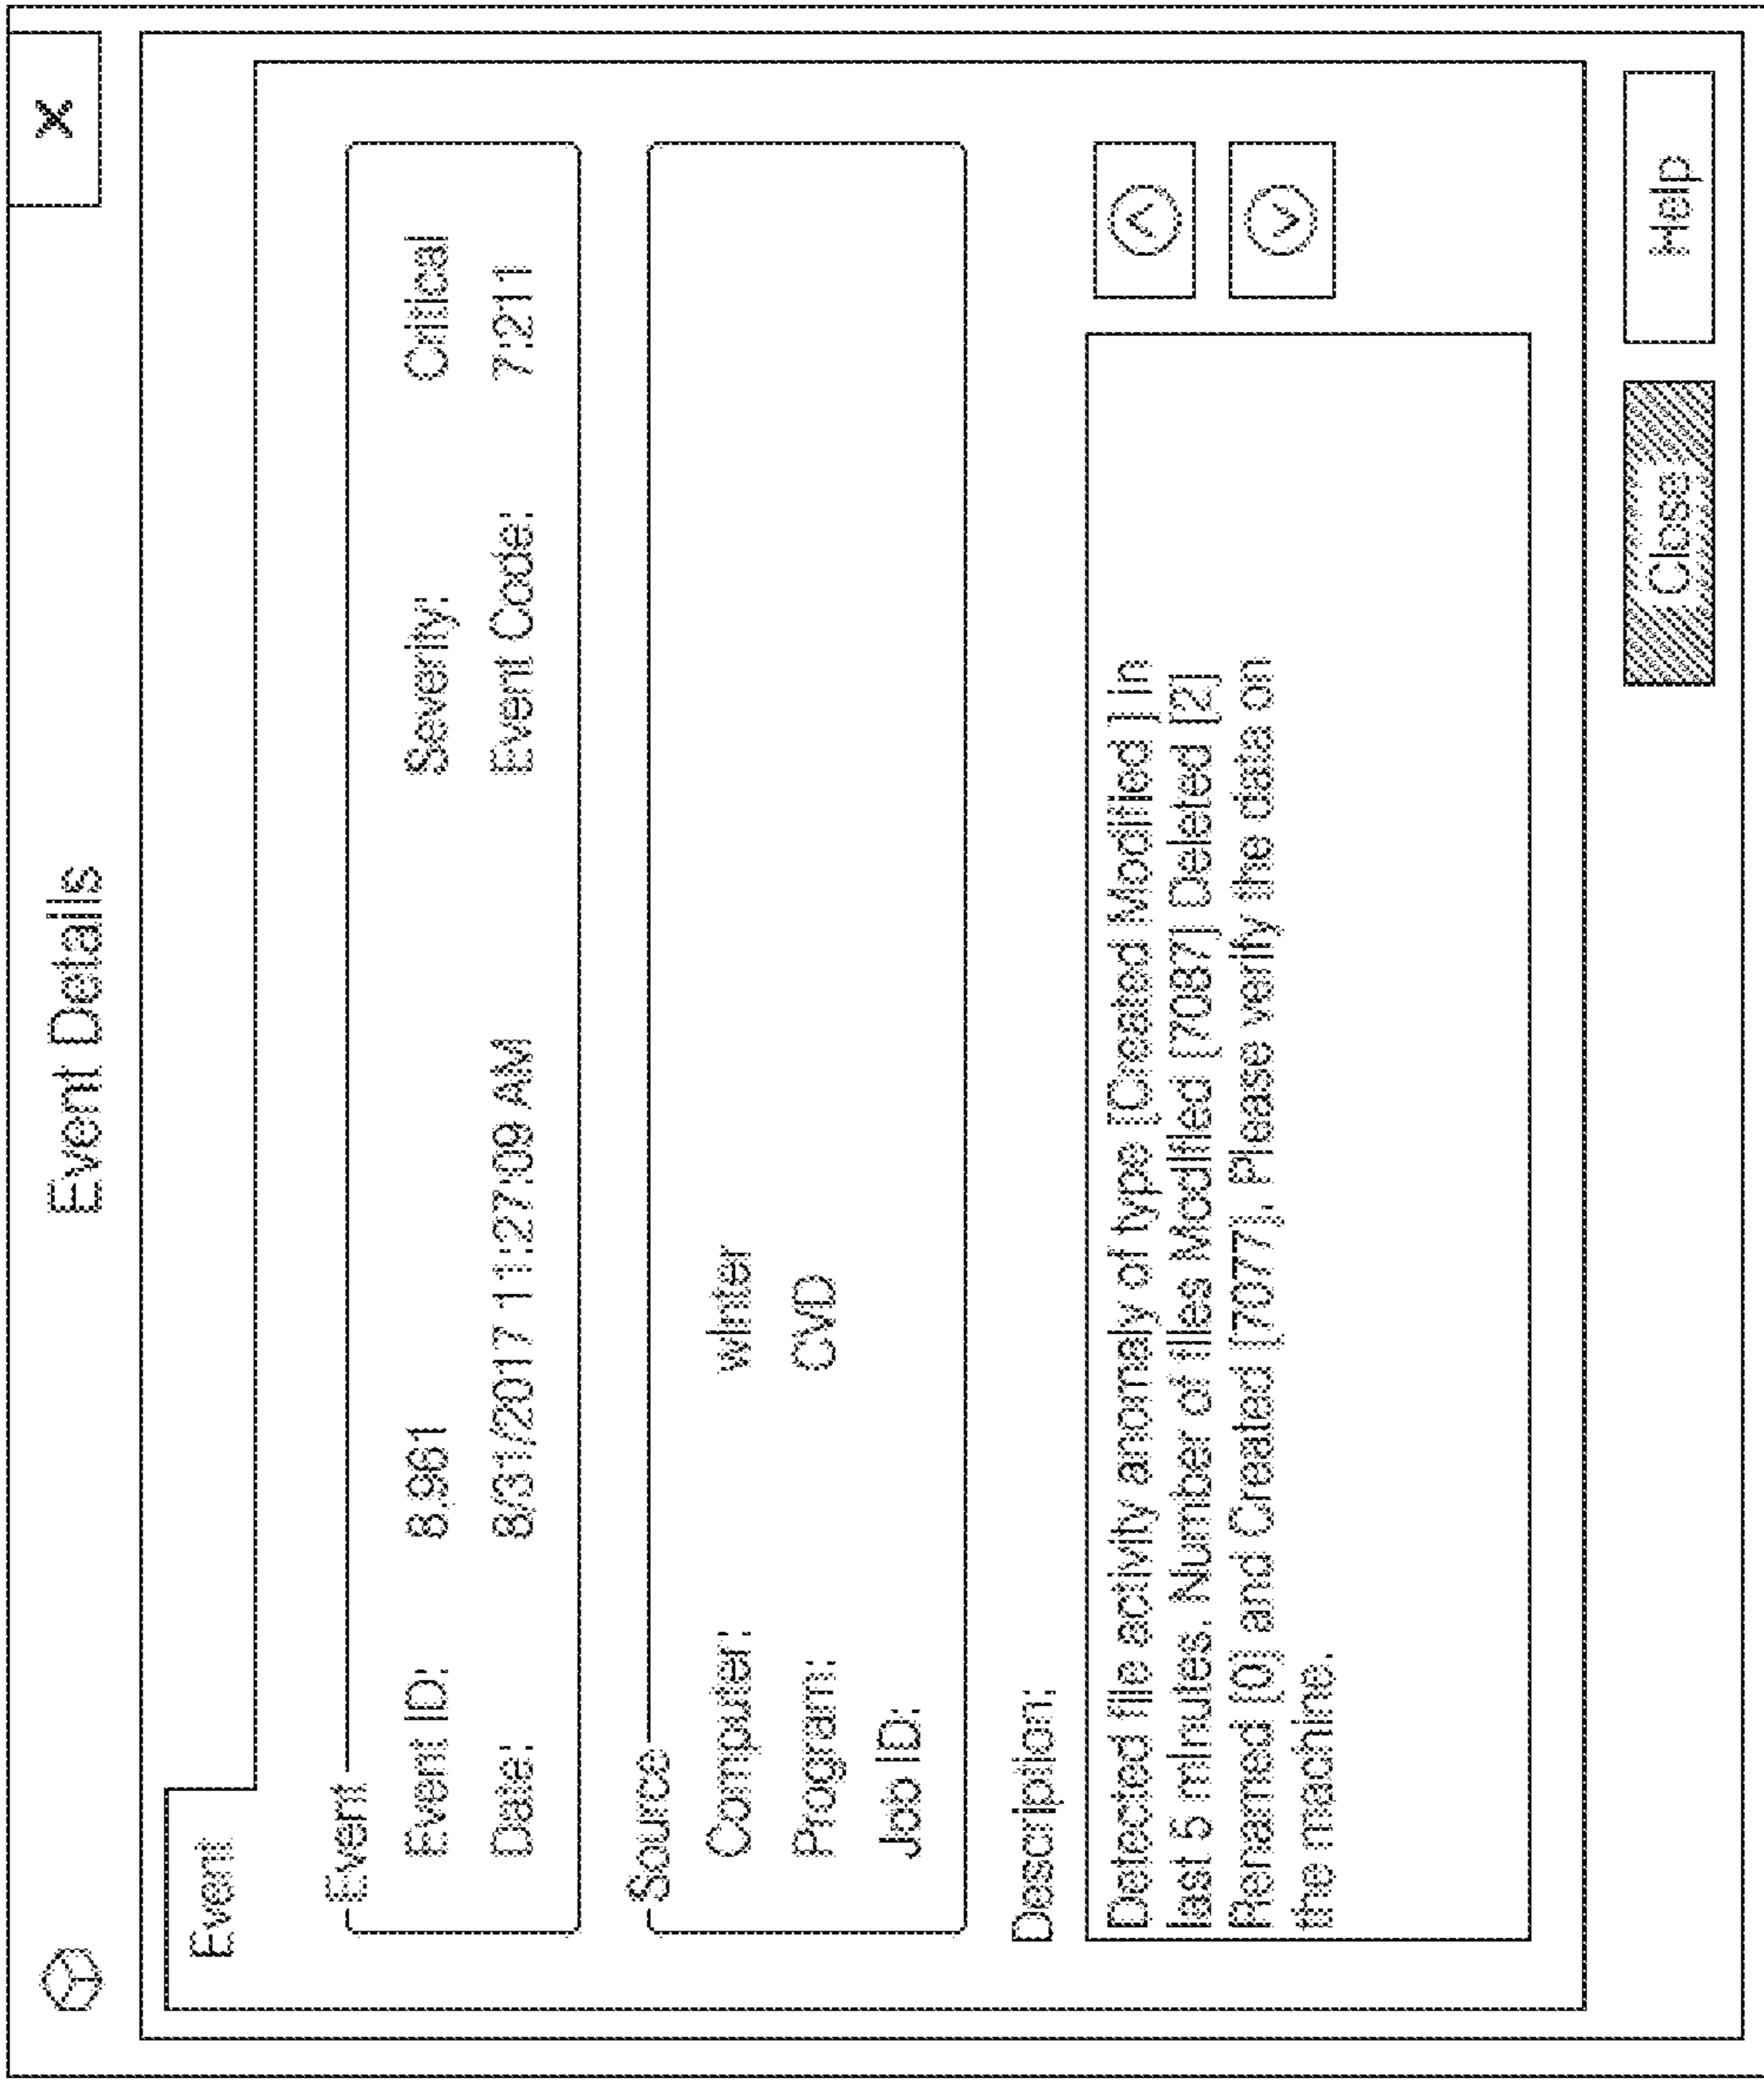 Event Details
X
Event
Event
Event ID: 8,961 Severity: Critical
Date: 8/31/2017 11:27:09 AM Event Code: 7:211
Source
Computer: winter
Program: CVD
Job ID:
Description:
Detected file activity anomaly of type [Created Modified ] in
last 5 minutes. Number of files Modified [7087] Deleted [2]
Renamed [0] and Created [7077]. Please verify the data on
the machine.
Close Help